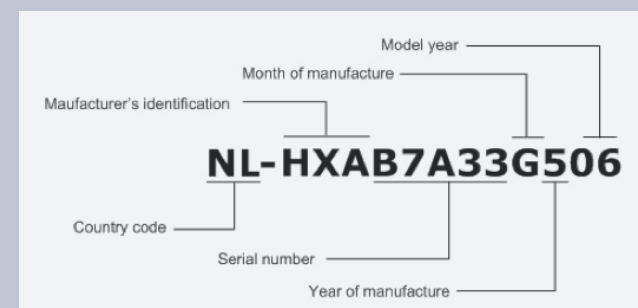 Model year
Month of manufacture
Maufacturer's identification
NL-HXAB7A33G506
Country code
Serial number
Year of manufacture